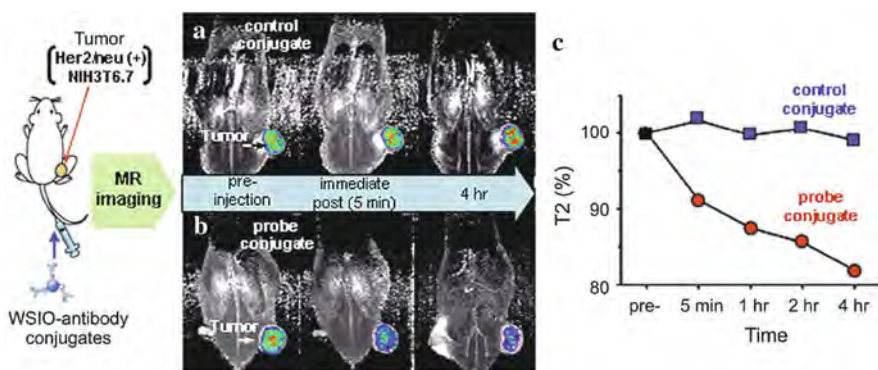 Tumor
Her2/neu (+)
NIH3T6.7
MR
imaging
WSIO-antibody
conjugates
a
control
conjugate
Tumor
pre-
injection
immediate
post (5 min)
4 hr
b
probe
conjugate
Tumor
c
control
conjugate
probe
conjugate
T2 (%)
100
90
80
pre-
5 min
1 hr
2 hr
4 hr
Time